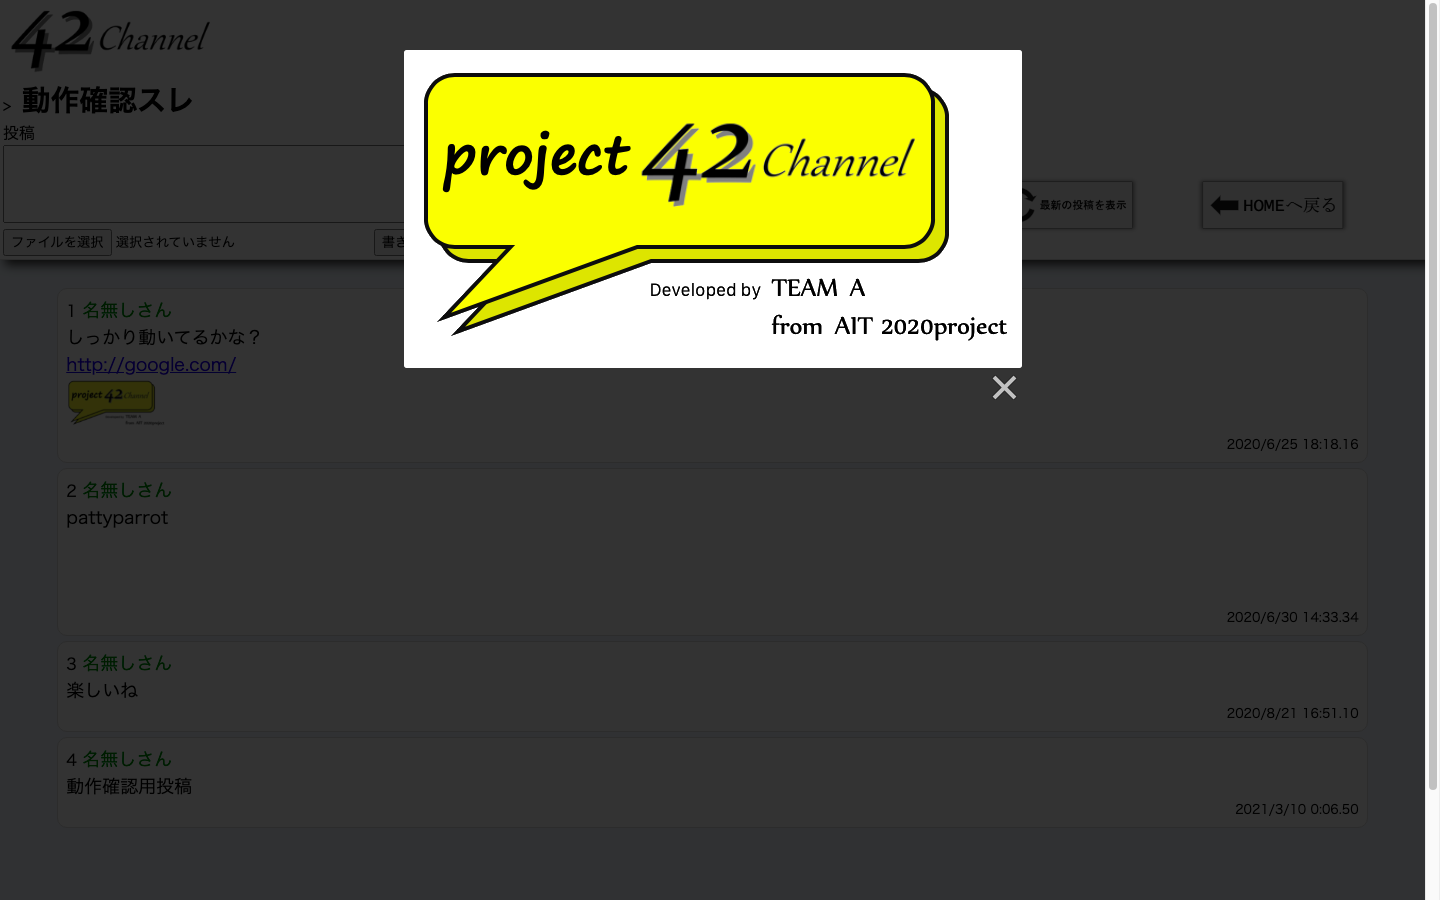 42 Channel
> 動作確認スレ
投稿
ファイルを選択 選択されていません
書き
最新の投稿を表示
HOMEへ戻る
project 42 Channel
Developed by TEAM A
from AIT 2020project
1 名無しさん
しっかり動いてるかな？
http://google.com/
project 42 Channel
2020/6/25 18:18.16
2 名無しさん
pattyparrot
2020/6/30 14:33.34
3 名無しさん
楽しいね
2020/8/21 16:51.10
4 名無しさん
動作確認用投稿
2021/3/10 0:06.50